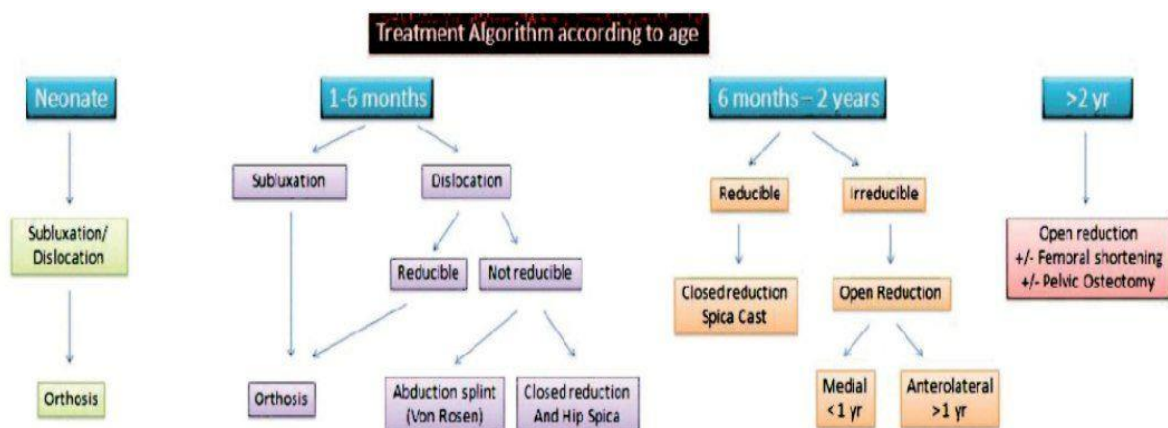 Treatment Algorithm according to age
Neonate
1-6 months
6 months – 2 years
>2 yr
Subluxation
Dislocation
Reducible
Irreducible
Subluxation/
Dislocation
Open reduction
+/- Femoral shortening
+/- Pelvic Osteotomy
Reducible
Not reducible
Closed reduction
Spica Cast
Open Reduction
Orthosis
Orthosis
Abduction splint
(Von Rosen)
Closed reduction
And Hip Spica
Medial
<1 yr
Anterolateral
>1 yr